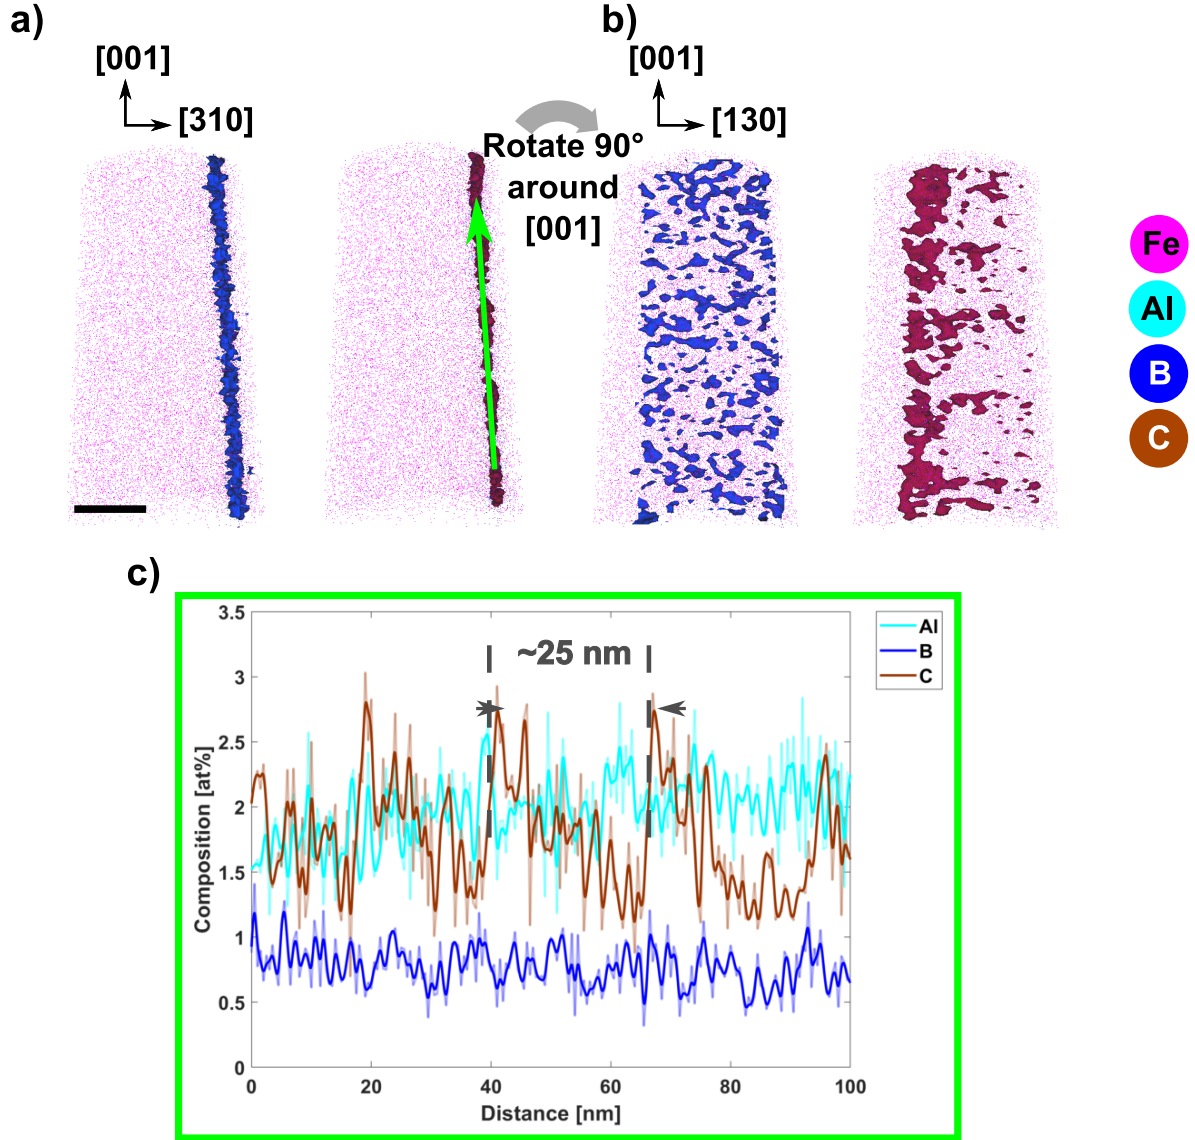 a)
b)
[001]
[310]
[001]
[130]
Rotate 90°
around
[001]
Fe
Al
B
C
c)
~25 nm
Al
B
C
3.5
3
2.5
2
1.5
1
0.5
0
Composition [at%]
0 20 40 60 80 100
Distance [nm]